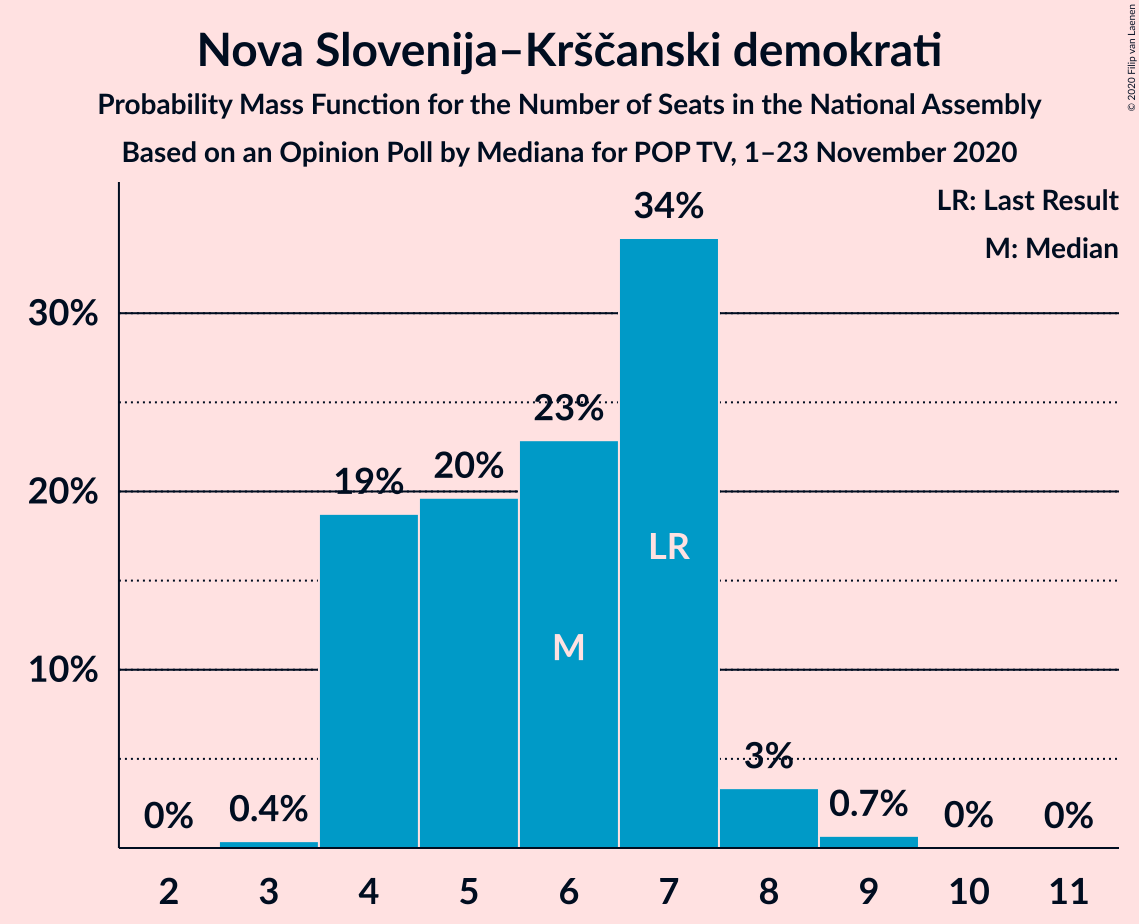 Nova Slovenija–Krščanski demokrati
Probability Mass Function for the Number of Seats in the National Assembly
Based on an Opinion Poll by Mediana for POP TV, 1–23 November 2020
© 2020 Filip van Laenen
LR: Last Result
M: Median
34%
30%
23%
20%
19%
20%
LR
M
10%
3%
0%
0.4%
0.7%
0%
0%
2 3 4 5 6 7 8 9 10 11